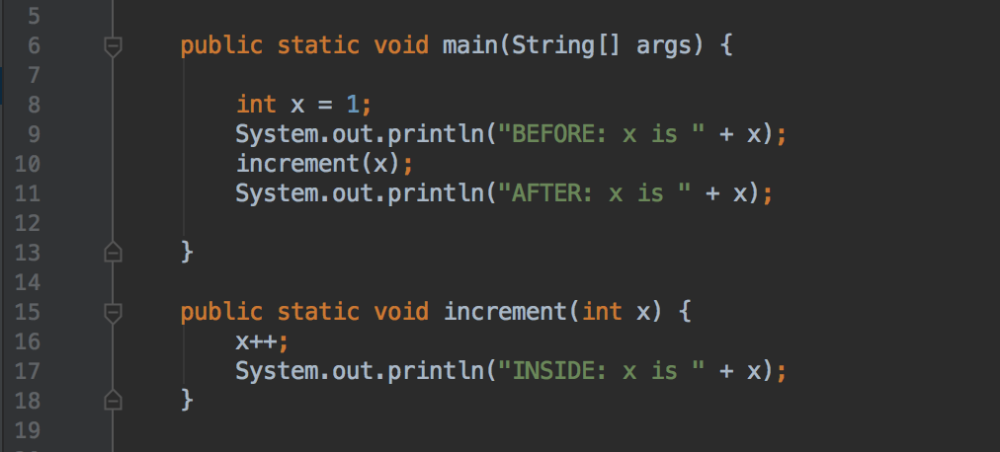 5
6 public static void main(String[] args) {
7
8 int x = 1;
9 System.out.println("BEFORE: x is " + x);
10 increment(x);
11 System.out.println("AFTER: x is " + x);
12
13 }
14
15 public static void increment(int x) {
16 x++;
17 System.out.println("INSIDE: x is " + x);
18 }
19